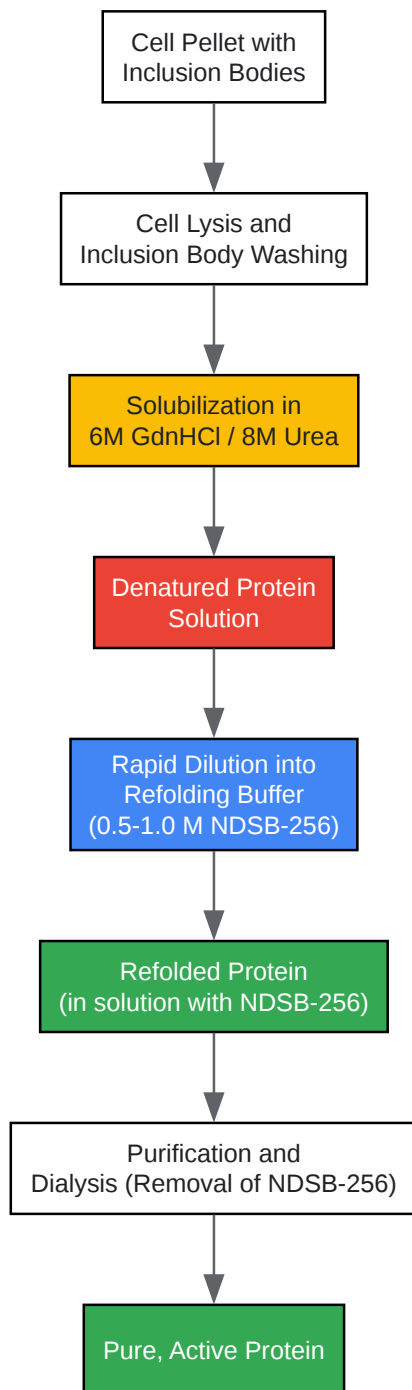 Cell Pellet with
Inclusion Bodies
Cell Lysis and
Inclusion Body Washing
Solubilization in
6M GdnHCl / 8M Urea
Denatured Protein
Solution
Rapid Dilution into
Refolding Buffer
(0.5-1.0 M NDSB-256)
Refolded Protein
(in solution with NDSB-256)
Purification and
Dialysis (Removal of NDSB-256)
Pure, Active Protein